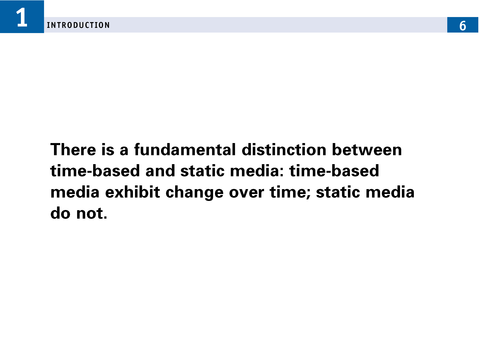 1
INTRODUCTION
6
There is a fundamental distinction between
time-based and static media: time-based
media exhibit change over time; static media
do not.